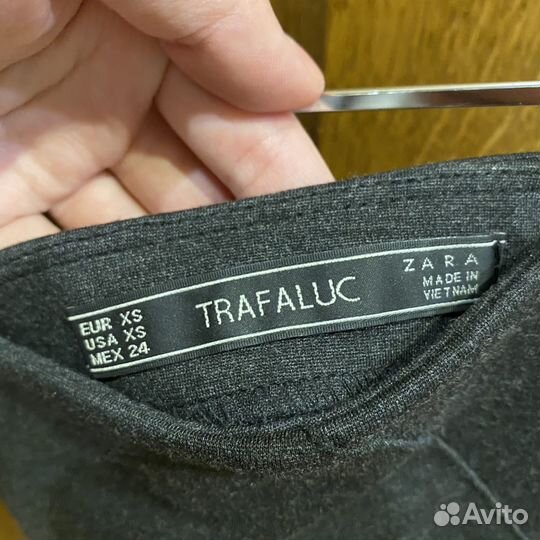 EUR XS
USA XS
MEX 24
TRAFALUC
ZARA
MADE IN
VIETNAM
Avito